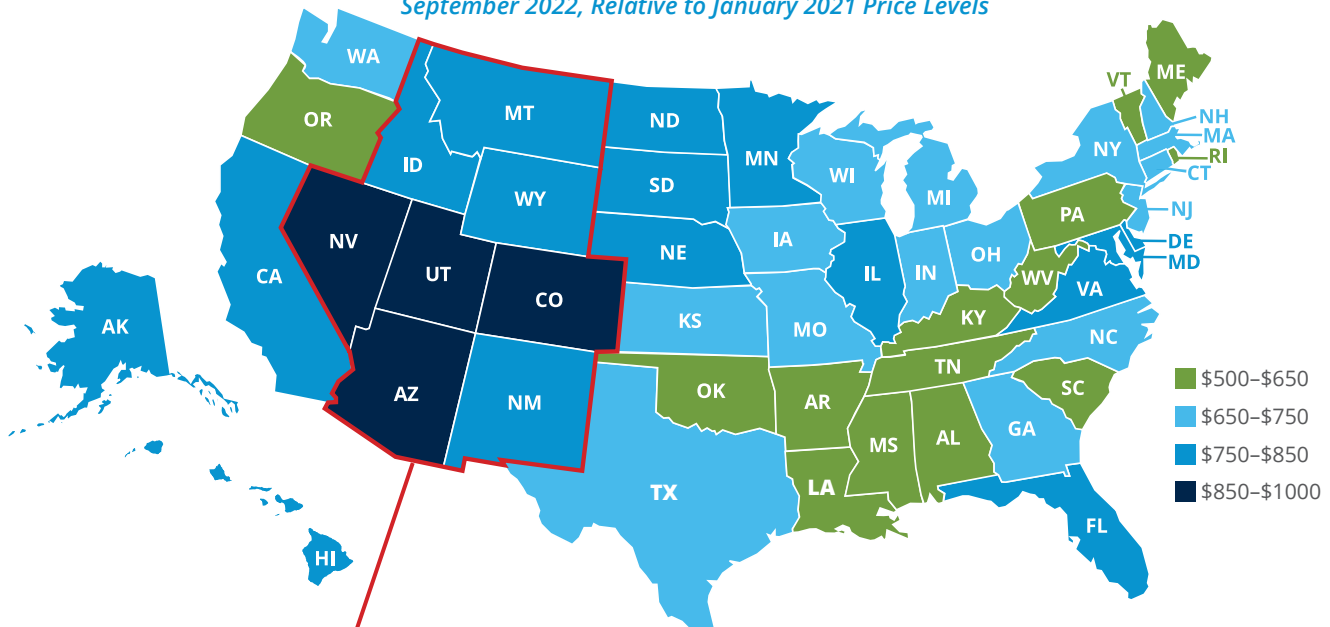 September 2022, Relative to January 2021 Price Levels
WA
OR
MT
ID
WY
ND
SD
NE
MN
WI
MI
IA
NV
UT
CO
CA
AZ
NM
KS
MO
IL
IN
OH
KY
WV
VA
PA
NY
VT
ME
NH
MA
RI
CT
NJ
DE
MD
NC
TN
SC
GA
AL
MS
AR
OK
LA
TX
FL
AK
HI
$500–$650
$650–$750
$750–$850
$850–$1000